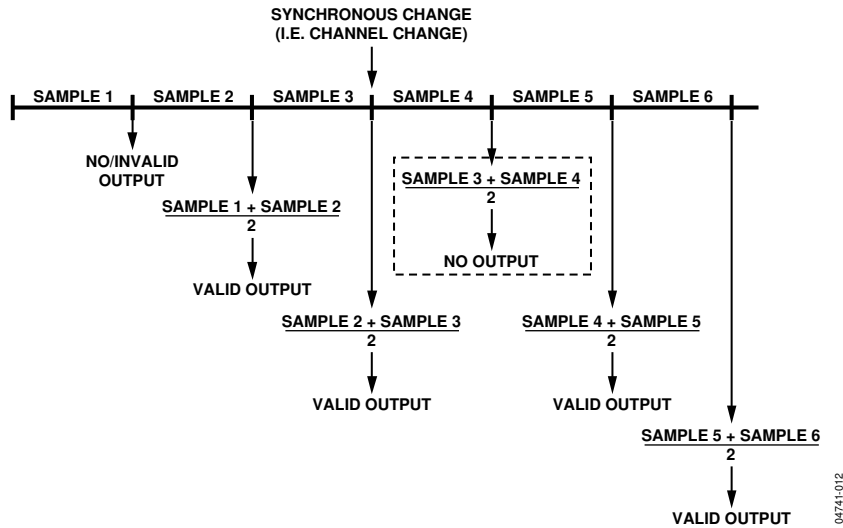 SYNCHRONOUS CHANGE
(I.E. CHANNEL CHANGE)
SAMPLE 1
SAMPLE 2
SAMPLE 3
SAMPLE 4
SAMPLE 5
SAMPLE 6
NO/INVALID
OUTPUT
SAMPLE 1 + SAMPLE 2
2
VALID OUTPUT
SAMPLE 3 + SAMPLE 4
2
NO OUTPUT
SAMPLE 2 + SAMPLE 3
2
VALID OUTPUT
SAMPLE 4 + SAMPLE 5
2
VALID OUTPUT
SAMPLE 5 + SAMPLE 6
2
VALID OUTPUT
04741-012